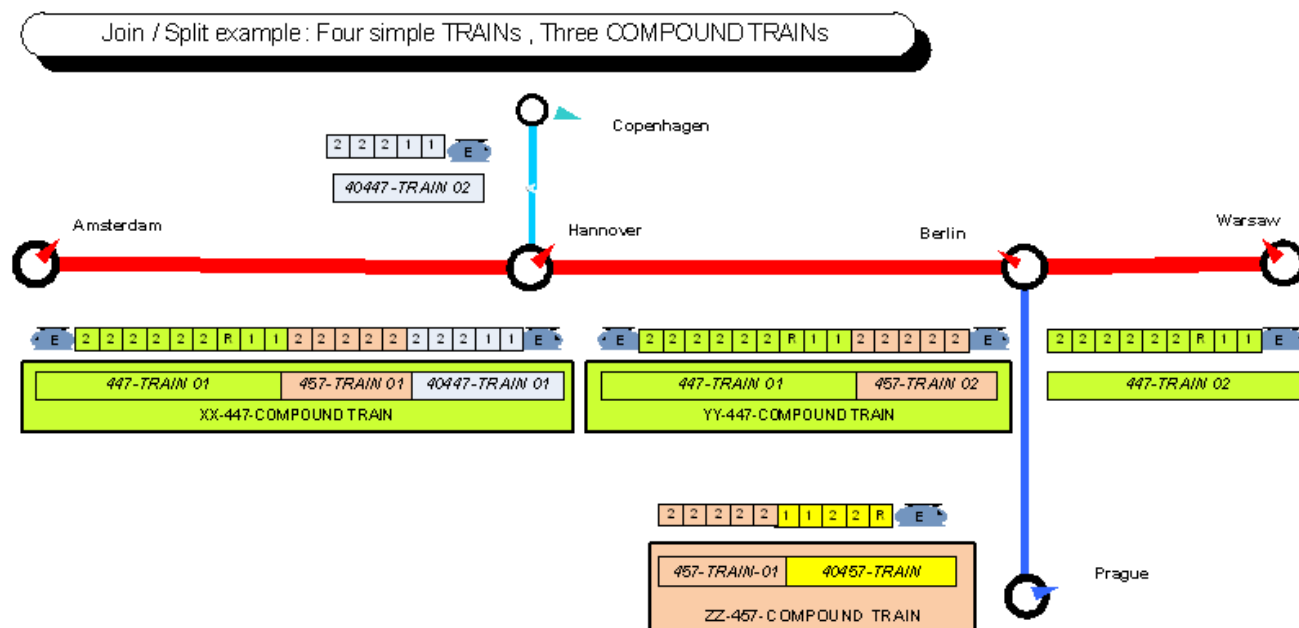 Join / Split example: Four simple TRAINs , Three COMPOUND TRAINs
Copenhagen
2 2 2 1 1 E
40447-TRAIN 02
Amsterdam
Hannover
Berlin
Warsaw
E 2 2 2 2 2 2 R 1 1 2 2 2 2 2 2 2 2 1 1 E
E 2 2 2 2 2 2 R 1 1 2 2 2 2 2 E
2 2 2 2 2 2 R 1 1 E
447-TRAIN 01 457-TRAIN 01 40447-TRAIN 01
XX-447-COMPOUND TRAIN
447-TRAIN 01 457-TRAIN 02
YY-447-COMPOUND TRAIN
447-TRAIN 02
2 2 2 2 2 1 1 2 2 R E
457-TRAIN-01 40457-TRAIN
ZZ-457-COMPOUND TRAIN
Prague